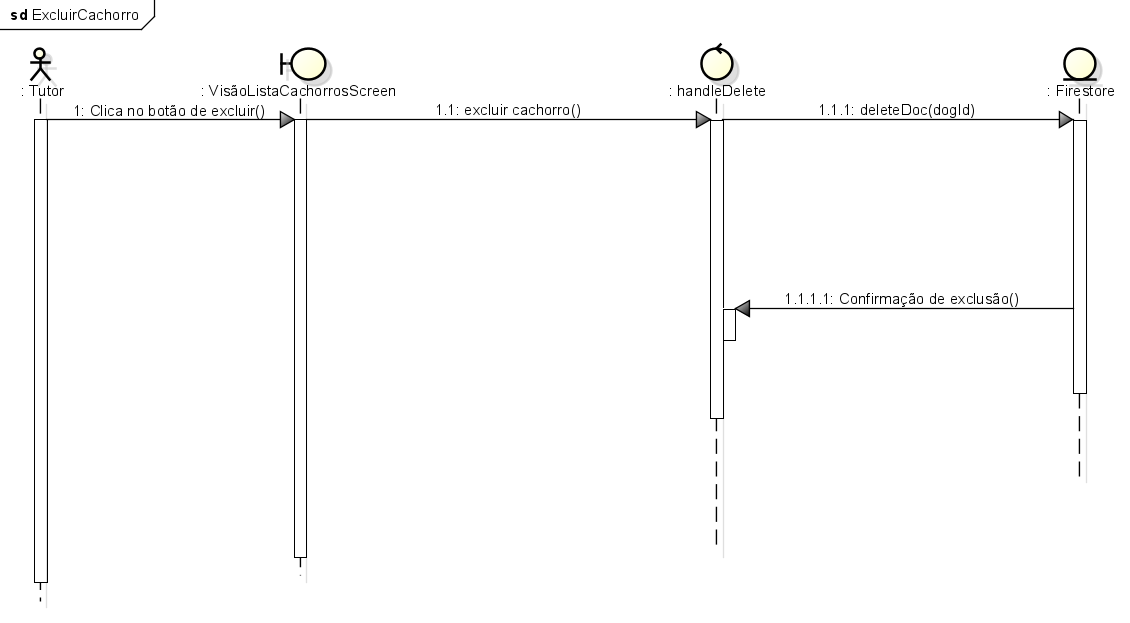 sd ExcluirCachorro
: Tutor
: VisãoListaCachorrosScreen
: handleDelete
: Firestore
1: Clica no botão de excluir()
1.1: excluir cachorro()
1.1.1: deleteDoc(dogId)
1.1.1.1: Confirmação de exclusão()